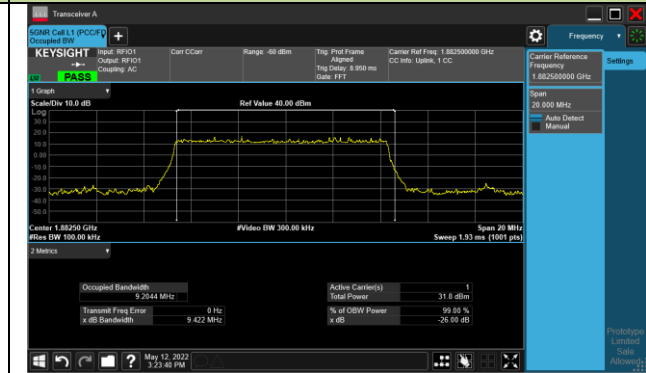 Transceiver A
5GNR Cell L1 (PCC/FD
Occupied BW
+
Frequency
KEYSIGHT
Input: RFIO1
Output: RFIO1
Coupling: AC
Corr CCorr
Range: -60 dBm
Trig: Prot Frame
Aligned
Trig Delay: 8.950 ms
Gate: FFT
Carrier Ref Freq: 1.882500000 GHz
CC Info: Uplink, 1 CC
PASS
Carrier Reference
Frequency
1.882500000 GHz
Settings
Span
20.000 MHz
Auto Detect
Manual
1 Graph
Scale/Div 10.0 dB
Ref Value 40.00 dBm
Log
30.0
20.0
10.0
0.00
-10.0
-20.0
-30.0
-40.0
-50.0
Center 1.88250 GHz
#Video BW 300.00 kHz
Span 20 MHz
#Res BW 100.00 kHz
Sweep 1.93 ms (1001 pts)
2 Metrics
Occupied Bandwidth
9.2044 MHz
Active Carrier(s) 1
Total Power 31.8 dBm
Transmit Freq Error 0 Hz
x dB Bandwidth 9.422 MHz
% of OBW Power 99.00 %
x dB -26.00 dB
May 12, 2022
3:23:40 PM
?
Prototype
Limited
Sale
Allowed